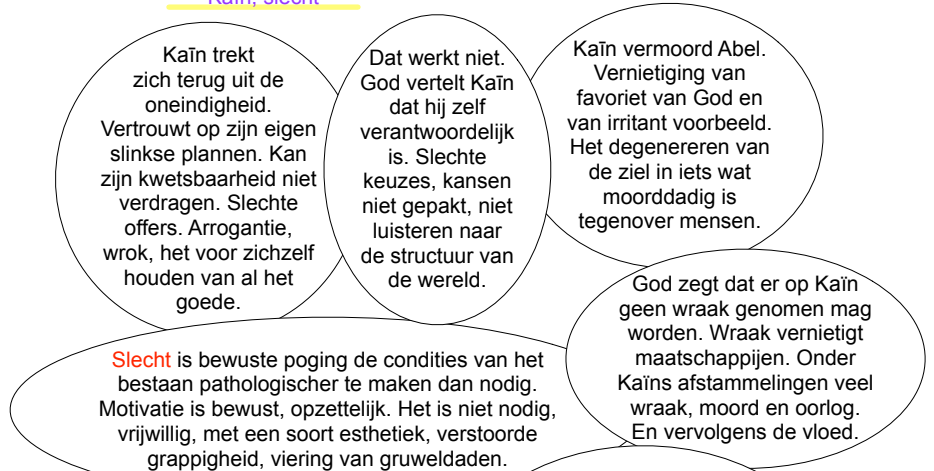 Kaïn, slecht
Kaïn trekt
zich terug uit de
oneindigheid.
Vertrouwt op zijn eigen
slinkse plannen. Kan
zijn kwetsbaarheid niet
verdragen. Slechte
offers. Arrogantie,
wrok, het voor zichzelf
houden van al het
goede.
Dat werkt niet.
God vertelt Kaïn
dat hij zelf
verantwoordelijk
is. Slechte
keuzes, kansen
niet gepakt, niet
luisteren naar
de structuur van
de wereld.
Kaïn vermoord Abel.
Vernietiging van
favoriet van God en
van irritant voorbeeld.
Het degenereren van
de ziel in iets wat
moorddadig is
tegenover mensen.
God zegt dat er op Kaïn
geen wraak genomen mag
worden. Wraak vernietigt
maatschappijen. Onder
Kaïns afstammelingen veel
wraak, moord en oorlog.
En vervolgens de vloed.
Slecht is bewuste poging de condities van het
bestaan pathologischer te maken dan nodig.
Motivatie is bewust, opzettelijk. Het is niet nodig,
vrijwillig, met een soort esthetiek, verstoorde
grappigheid, viering van gruweldaden.